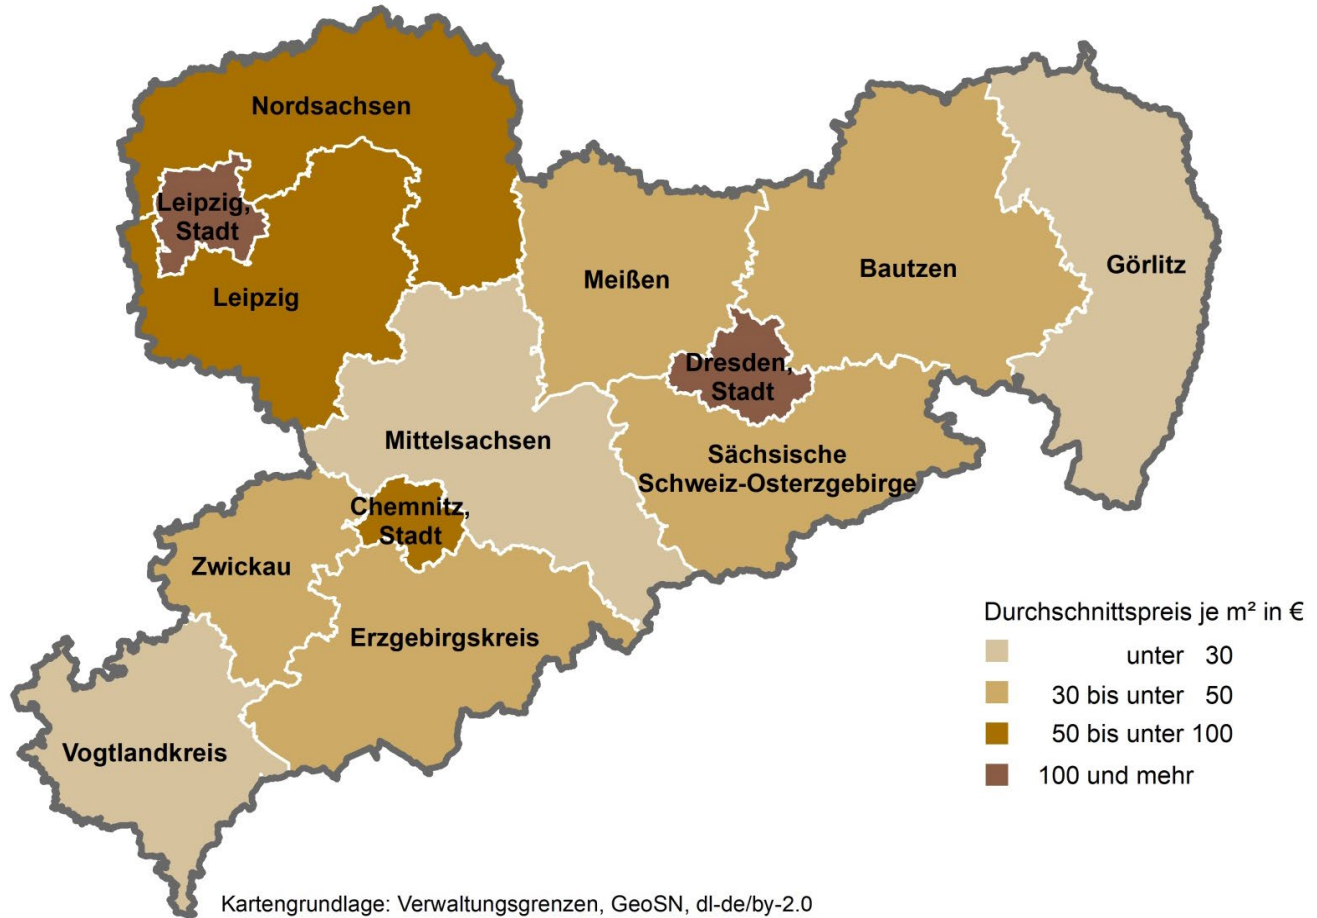 Nordsachsen
Leipzig,
Stadt
Leipzig
Meißen
Bautzen
Görlitz
Dresden,
Stadt
Mittelsachsen
Sächsische
Schweiz-Osterzgebirge
Chemnitz,
Stadt
Zwickau
Erzgebirgskreis
Vogtlandkreis
Durchschnittspreis je m² in €
unter 30
30 bis unter 50
50 bis unter 100
100 und mehr
Kartengrundlage: Verwaltungsgrenzen, GeoSN, dl-de/by-2.0